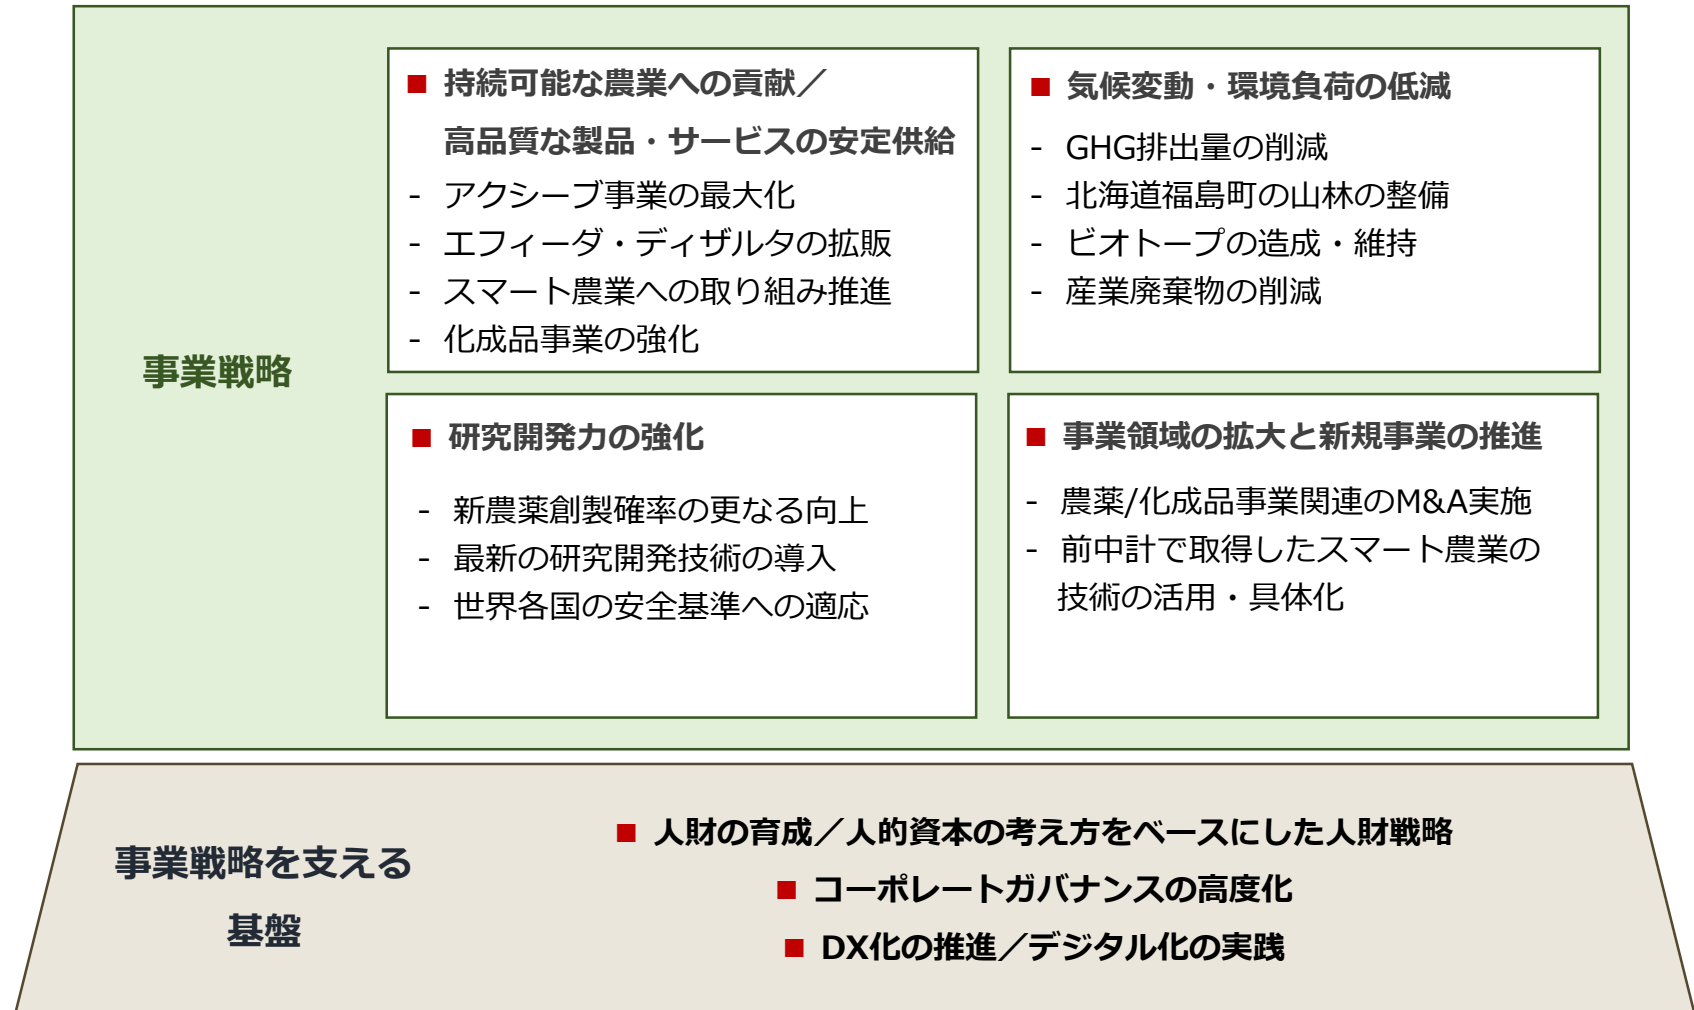 事業戦略
■ 持続可能な農業への貢献／
高品質な製品・サービスの安定供給
- アクシーブ事業の最大化
- エフィーダ・ディザルタの拡販
- スマート農業への取り組み推進
- 化成品事業の強化
■ 気候変動・環境負荷の低減
- GHG排出量の削減
- 北海道福島町の山林の整備
- ビオトープの造成・維持
- 産業廃棄物の削減
■ 研究開発力の強化
- 新農薬創製確率の更なる向上
- 最新の研究開発技術の導入
- 世界各国の安全基準への適応
■ 事業領域の拡大と新規事業の推進
- 農薬/化成品事業関連のM&A実施
- 前中計で取得したスマート農業の
技術の活用・具体化
事業戦略を支える
基盤
■ 人財の育成／人的資本の考え方をベースにした人財戦略
■ コーポレートガバナンスの高度化
■ DX化の推進／デジタル化の実践